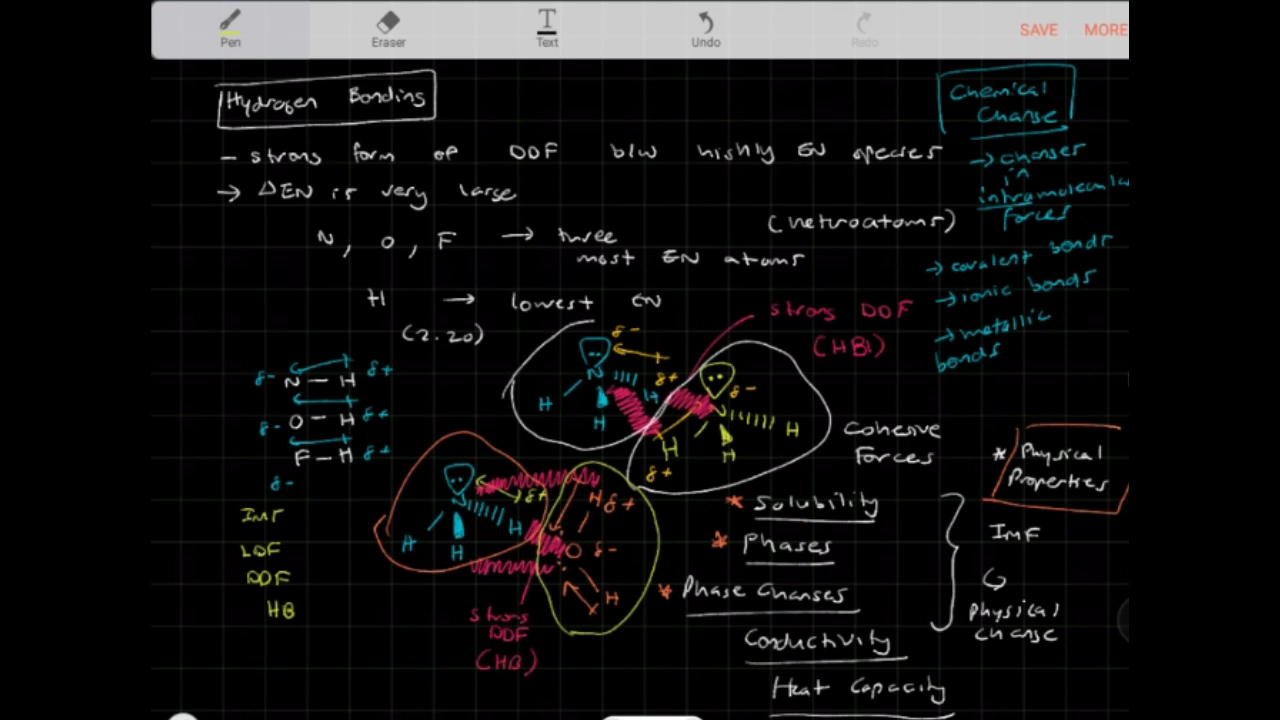 Pen
Eraser
Text
Undo
Redo
SAVE
MORE
Hydrogen Bonding
- strong form of DDF b/w highly EN species
→ ΔEN is very large
(hetroatoms)
N, O, F → three
most EN atoms
H → lowest EN
(2.20)
Chemical
Change
→ changes
in
intramolecula
forces
→ covalent bonds
→ ionic bonds
→ metallic
bonds
strong DDF
(HB)
δ- N - H δ+
δ- O - H δ+
F - H δ+
δ-
IMF
LDF
DDF
HB
δ-
N
H
H
H
δ+
δ-
N
H
H
H
δ+
N
H
H
H
δ+
H δ+
O δ-
H
strong
DDF
(HB)
Cohesive
Forces
* Solubility
* Phases
* Phase Changes
Conductivity
Heat Capacity
* Physical
Properties
IMF
Physical
change